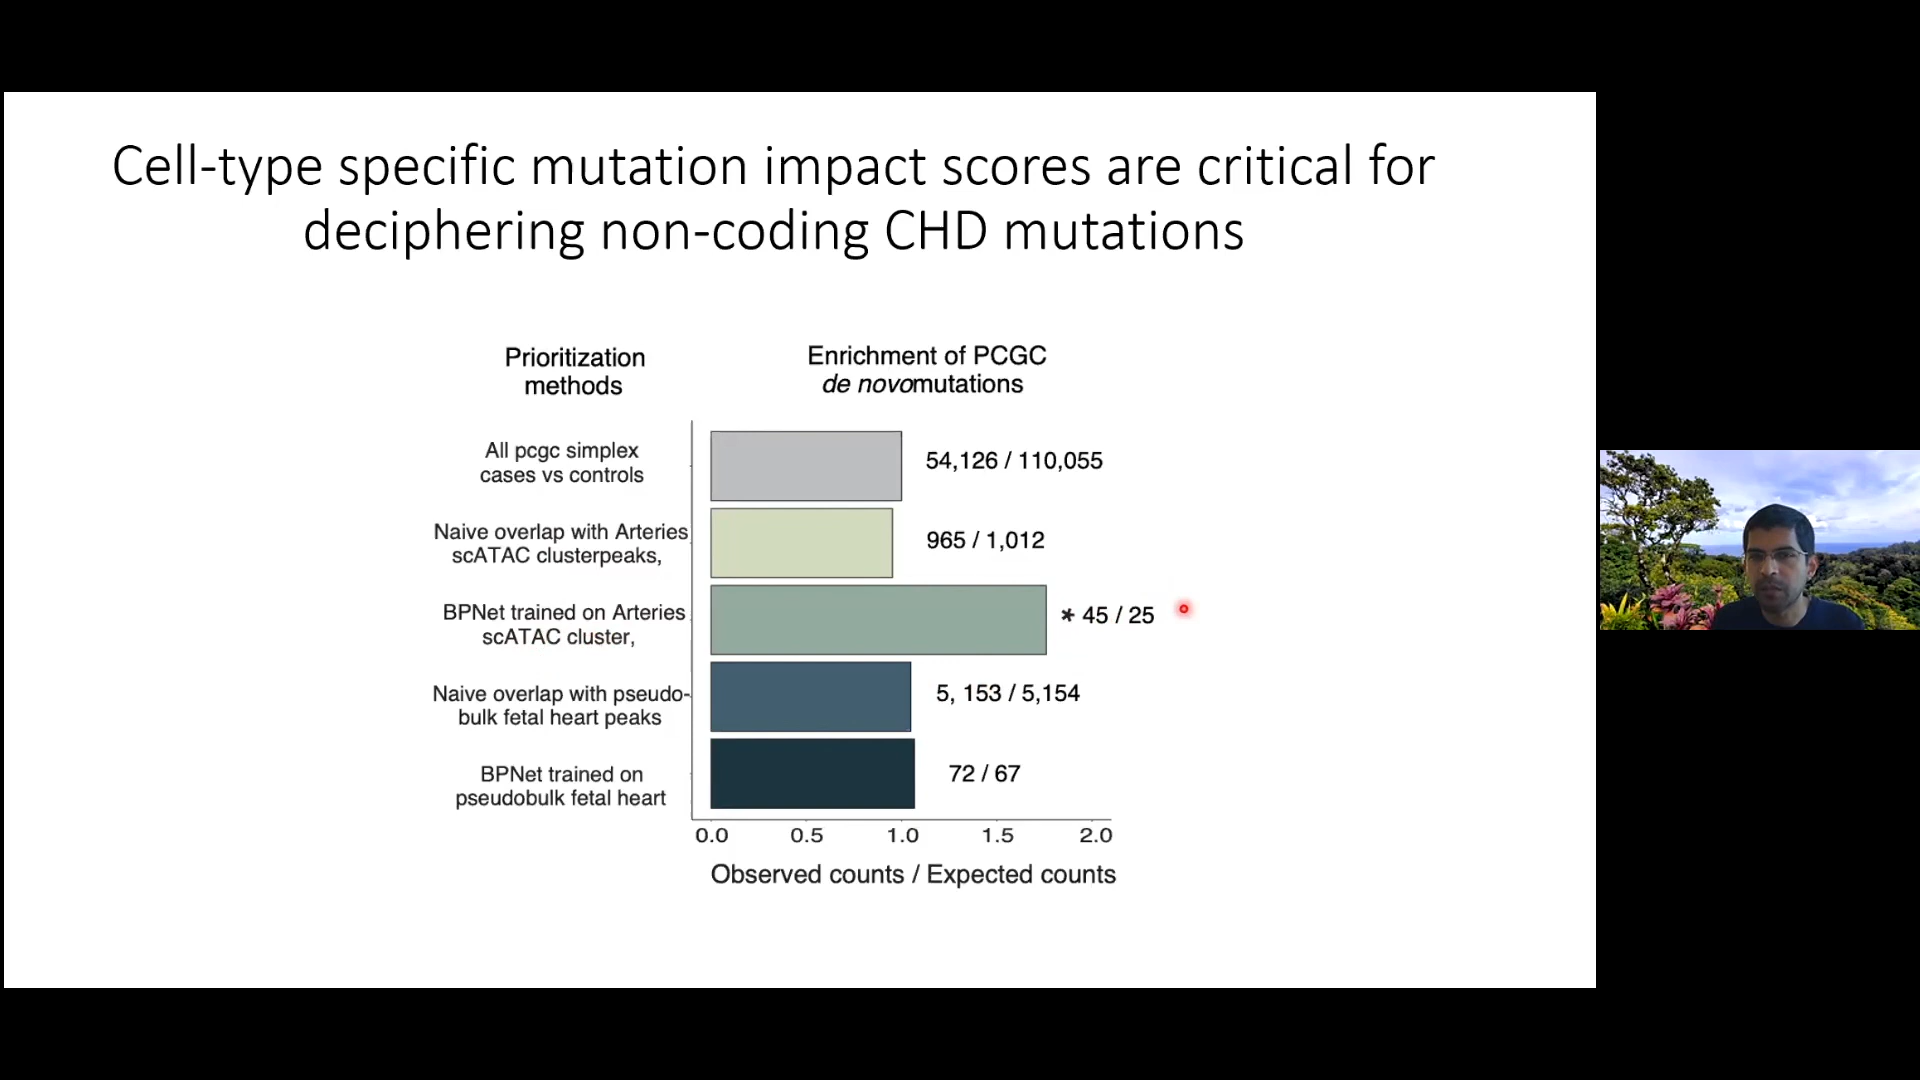 Cell-type specific mutation impact scores are critical for
deciphering non-coding CHD mutations
Prioritization
methods
Enrichment of PCGC
de novomutations
All pcgc simplex
cases vs controls
54,126 / 110,055
Naive overlap with Arteries
scATAC clusterpeaks,
965 / 1,012
BPNet trained on Arteries
scATAC cluster,
* 45 / 25
Naive overlap with pseudo-
bulk fetal heart peaks
5, 153 / 5,154
BPNet trained on
pseudobulk fetal heart
72 / 67
0.0 0.5 1.0 1.5 2.0
Observed counts / Expected counts